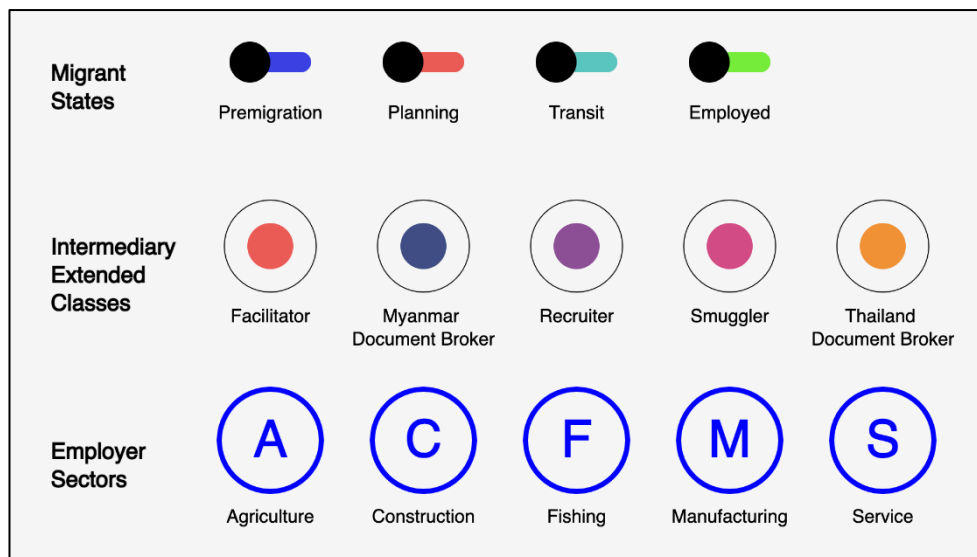 Migrant
States
Premigration
Planning
Transit
Employed
Intermediary
Extended
Classes
Facilitator
Myanmar
Document Broker
Recruiter
Smuggler
Thailand
Document Broker
Employer
Sectors
A
C
F
M
S
Agriculture
Construction
Fishing
Manufacturing
Service